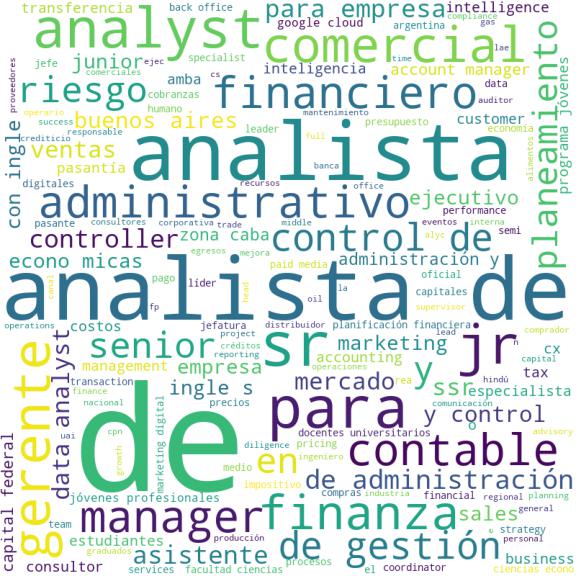 back office
google cloud
para empresa
intelligence
compliance
analyst
comercial
argentina
gas
specialist
jefe
comerciales
ejec
junior
inteligencia
account manager
time
lae
proveedores
operario
riesgo
amba
cs
financiero
data
auditor
planeamiento
programa jóvenes
cobranzas
humano
mantenimiento
success
buenos aires
leader
presupuesto
customer
economía
alimentos
con ingle
crediticio
responsable
full
ventas
analista
pasantía
banca
digitales
recursos
office
administrativo
ejecutivo
pasante
consultores
corporativa
trade
middle
eventos
interna
performance
controller
zona caba
control de
alyc
semi
econo micas
egresos
mejora
paid media
administración y
pago
líder
la
oficial
capitales
canal
fp
head
oil
supervisor
analista de
operations
costos
jefatura
distribuidor
planificación financiera
comprador
project
lead
n
gerente
data analyst
senior
sr
créditos
reporting
marketing
jr
cx
capital
management
empresa
accounting
operaciones
tax
transaction
finance
ingle s
mercado
rea
y
ssr
especialista
hindú
nacional
precios
para
comunicación
uai
cpn
growth
de
marketing digital
docentes universitarios
o
y control
diligence
pricing
ingeniero
contable
advisory
capital federal
jóvenes profesionales
medio
en
de administración
impositivo
compras
industria
financial
regional
planning
manager
finanza
sales
general
team
strategy
estudiantes
producción
asistente
de gestión
personal
graduados
business
consultor
services
facultad ciencias
procesos
el
coordinator
ciencias econo